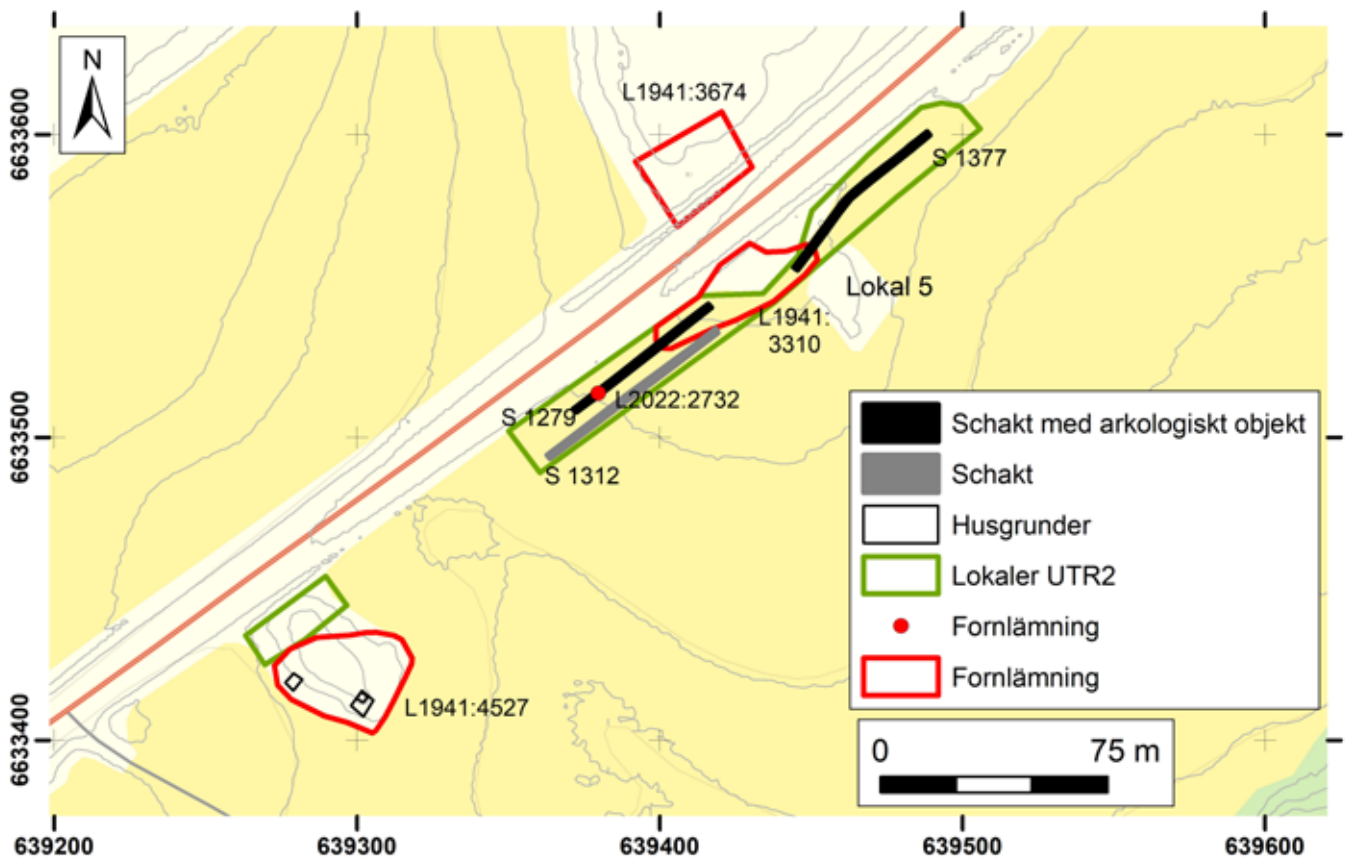 N
L1941:3674
S 1377
Lokal 5
L1941:
3310
L2022:2732
S 1279
S 1312
L1941:4527
Schakt med arkologiskt objekt
Schakt
Husgrunder
Lokaler UTR2
Fornlämning
Fornlämning
0 75 m
6633600
6633500
6633400
639200 639300 639400 639500 639600